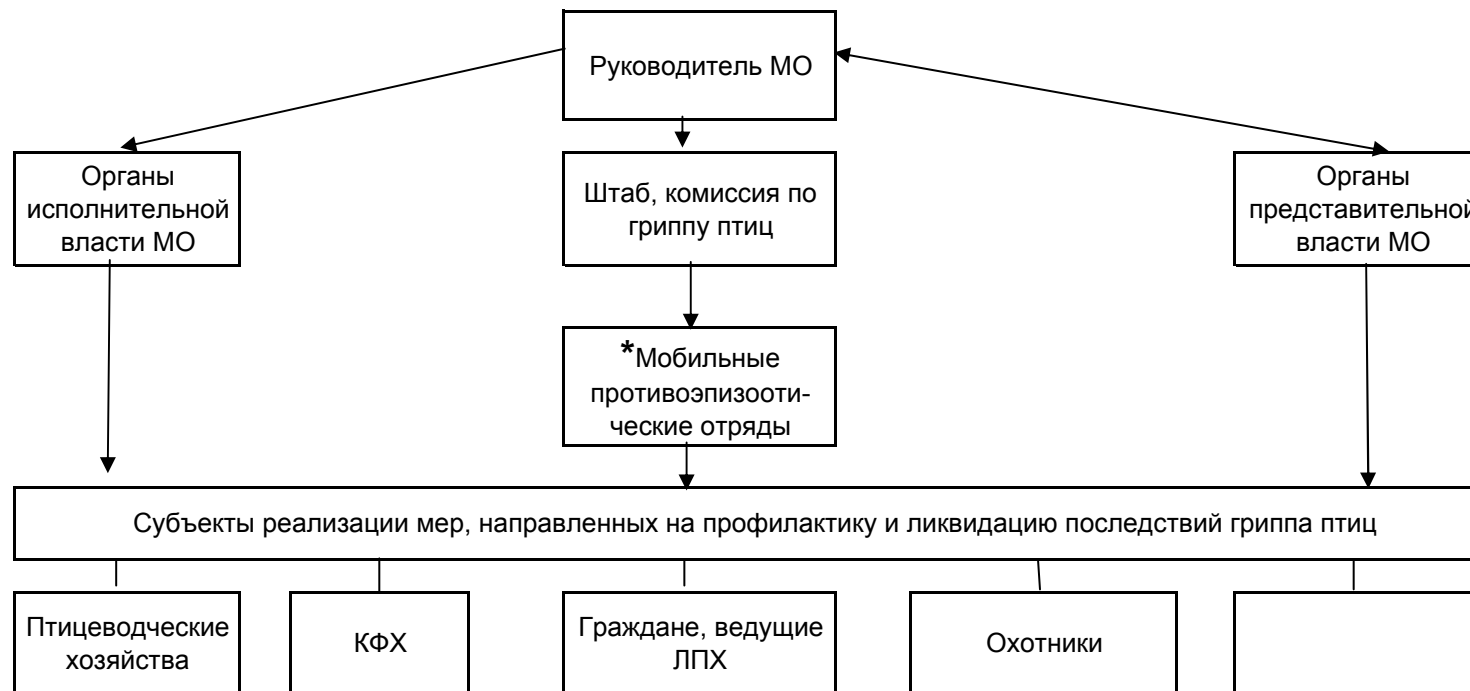 Руководитель МО
Органы
исполнительной
власти МО
Штаб, комиссия по
гриппу птиц
Органы
представительной
власти МО
*Мобильные
противоэпизооти-
ческие отряды
Субъекты реализации мер, направленных на профилактику и ликвидацию последствий гриппа птиц
Птицеводческие
хозяйства
КФХ
Граждане, ведущие
ЛПХ
Охотники